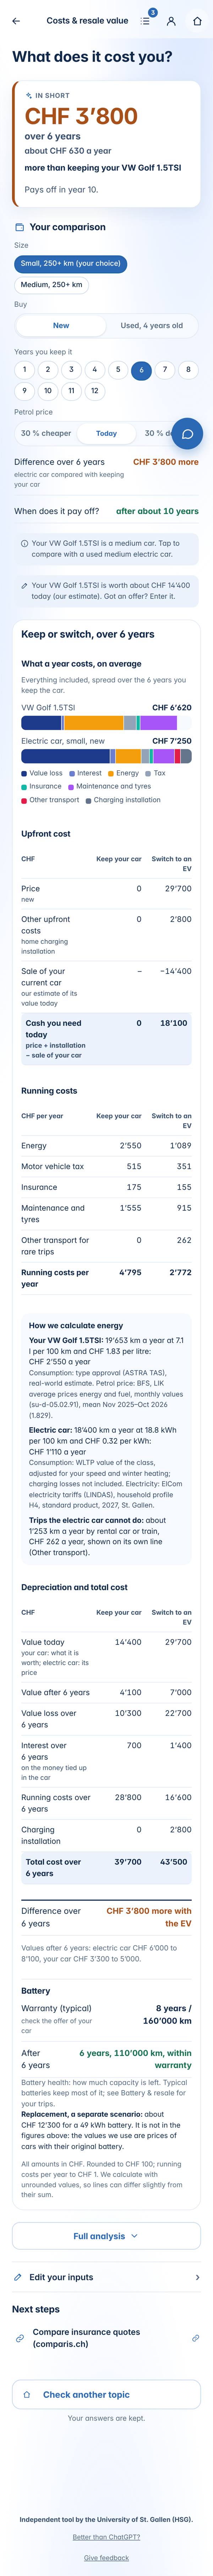 Costs & resale value
3
What does it cost you?
IN SHORT
CHF 3’800
over 6 years
about CHF 630 a year
more than keeping your VW Golf 1.5TSI
Pays off in year 10.
Your comparison
Size
Small, 250+ km (your choice)
Medium, 250+ km
Buy
New
Used, 4 years old
Years you keep it
1 2 3 4 5 6 7 8
9 10 11 12
Petrol price
30 % cheaper
Today
30 %
Difference over 6 years
CHF 3’800 more
electric car compared with keeping
your car
When does it pay off?
after about 10 years
Your VW Golf 1.5TSI is a medium car. Tap to
compare with a used medium electric car.
Your VW Golf 1.5TSI is worth about CHF 14’400
today (our estimate). Got an offer? Enter it.
Keep or switch, over 6 years
What a year costs, on average
Everything included, spread over the 6 years you
keep the car.
VW Golf 1.5TSI CHF 6’620
Electric car, small, new CHF 7’250
Value loss Interest Energy Tax
Insurance Maintenance and tyres
Other transport Charging installation
Upfront cost
CHF Keep your car Switch to an
EV
Price 0 29’700
new
Other upfront 0 2’800
costs
home charging
installation
Sale of your – −14’400
current car
our estimate of its
value today
Cash you need 0 18’100
today
price + installation
− sale of your car
Running costs
CHF per year Keep your car Switch to an
EV
Energy 2’550 1’089
Motor vehicle tax 515 351
Insurance 175 155
Maintenance and 1’555 915
tyres
Other transport for 0 262
rare trips
Running costs per 4’795 2’772
year
How we calculate energy
Your VW Golf 1.5TSI: 19’653 km a year at 7.1
l per 100 km and CHF 1.83 per litre:
CHF 2’550 a year
Consumption: type approval (ASTRA TAS),
real-world estimate. Petrol price: BFS, LIK
average prices energy and fuel, monthly values
(su-d-05.02.91), mean Nov 2025–Oct 2026
(1.829).
Electric car: 18’400 km a year at 18.8 kWh
per 100 km and CHF 0.32 per kWh:
CHF 1’110 a year
Consumption: WLTP value of the class,
adjusted for your speed and winter heating;
charging losses not included. Electricity: ElCom
electricity tariffs (LINDAS), household profile
H4, standard product, 2027, St. Gallen.
Trips the electric car cannot do: about
1’253 km a year by rental car or train,
CHF 262 a year, shown on its own line
(Other transport).
Depreciation and total cost
CHF Keep your car Switch to an
EV
Value today 14’400 29’700
your car: what it is
worth; electric car: its
price
Value after 6 years 4’100 7’000
Value loss over 10’300 22’700
6 years
Interest over 700 1’400
6 years
on the money tied up
in the car
Running costs over 28’800 16’600
6 years
Charging 0 2’800
installation
Total cost over 39’700 43’500
6 years
Difference over CHF 3’800 more with
6 years the EV
Values after 6 years: electric car CHF 6’000 to
8’100, your car CHF 3’300 to 5’000.
Battery
Warranty (typical) 8 years /
check the offer of your 160’000 km
car
After 6 years, 110’000 km, within
6 years warranty
Battery health: how much capacity is left. Typical
batteries keep most of it; see Battery & resale for
your trips.
Replacement, a separate scenario: about
CHF 12’300 for a 49 kWh battery. It is not in the
figures above: the values we use are prices of
cars with their original battery.
All amounts in CHF. Rounded to CHF 100; running
costs per year to CHF 1. We calculate with
unrounded values, so lines can differ slightly from
their sum.
Full analysis
Edit your inputs
Next steps
Compare insurance quotes
(comparis.ch)
Check another topic
Your answers are kept.
Independent tool by the University of St. Gallen (HSG).
Better than ChatGPT?
Give feedback